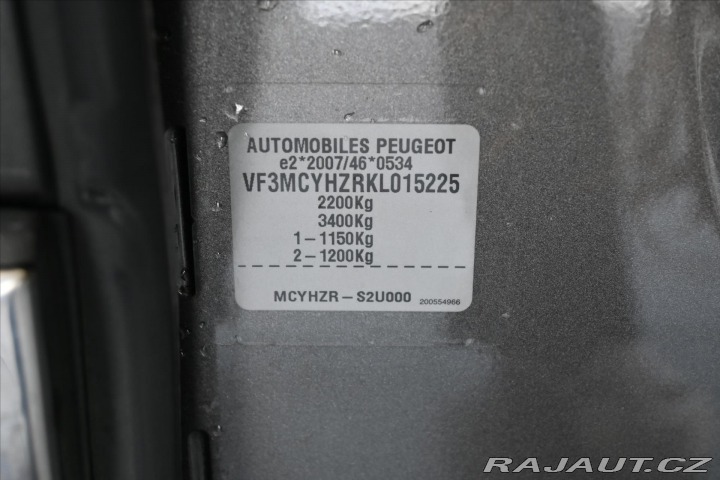 AUTOMOBILES PEUGEOT
e2*2007/46*0534
VF3MCYHZRKL015225
2200Kg
3400Kg
1-1150Kg
2-1200Kg
MCYHZR-S2U000 200554966
RAJAUT.CZ